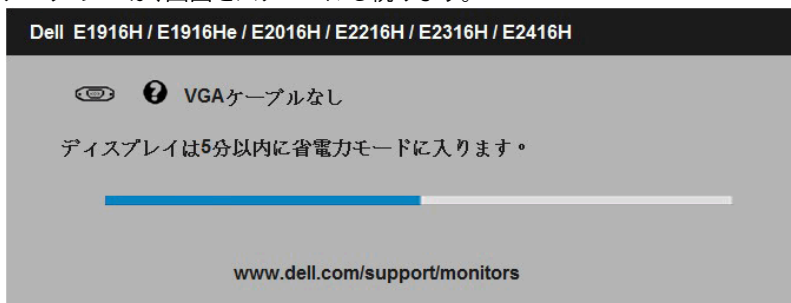 Dell E1916H / E1916He / E2016H / E2216H / E2316H / E2416H
VGAケーブルなし
ディスプレイは5分以内に省電力モードに入ります。
www.dell.com/support/monitors